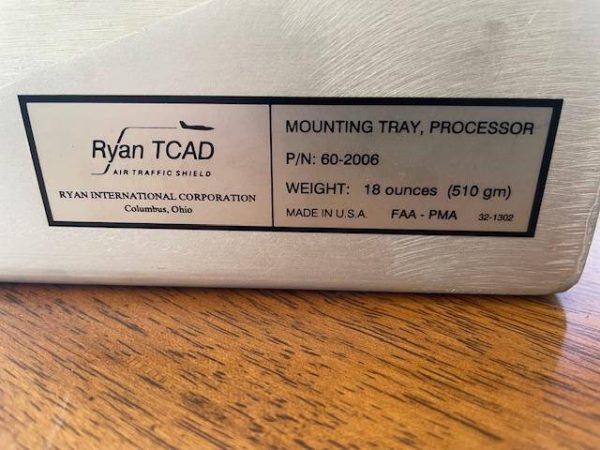 Ryan TCAD
AIR TRAFFIC SHIELD
RYAN INTERNATIONAL CORPORATION
Columbus, Ohio
MOUNTING TRAY, PROCESSOR
P/N: 60-2006
WEIGHT: 18 ounces (510 gm)
MADE IN U.S.A. FAA - PMA 32-1302